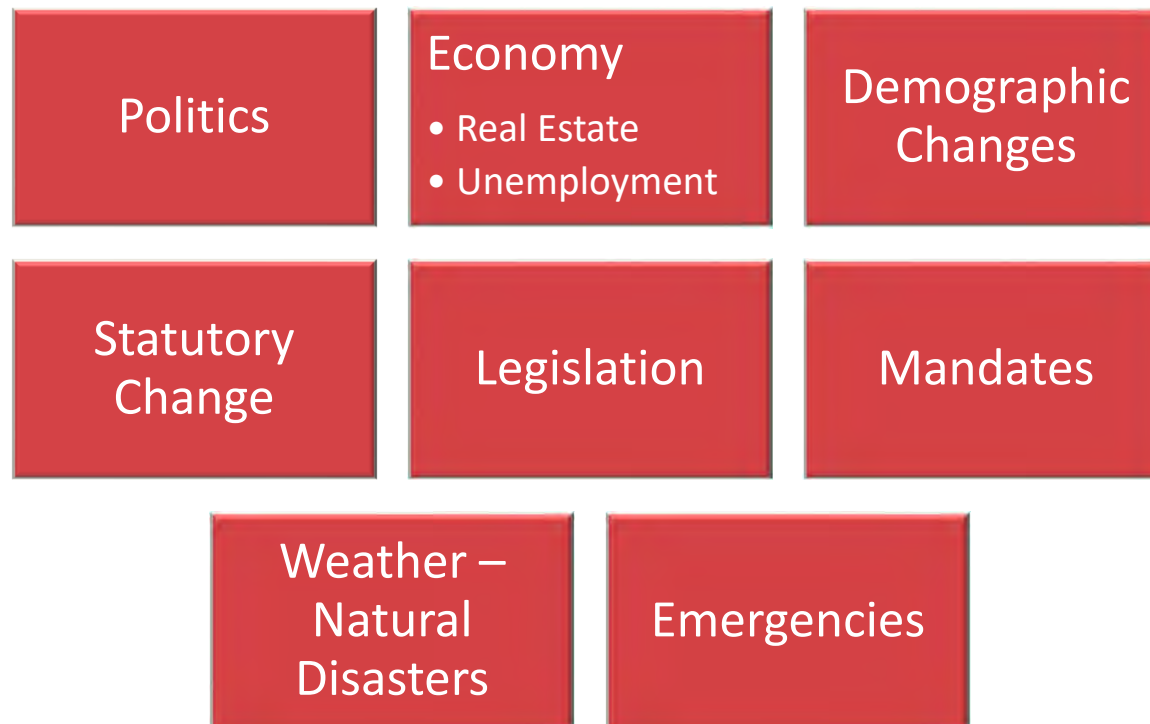 Politics
Economy
• Real Estate
• Unemployment
Demographic
Changes
Statutory
Change
Legislation
Mandates
Weather –
Natural
Disasters
Emergencies